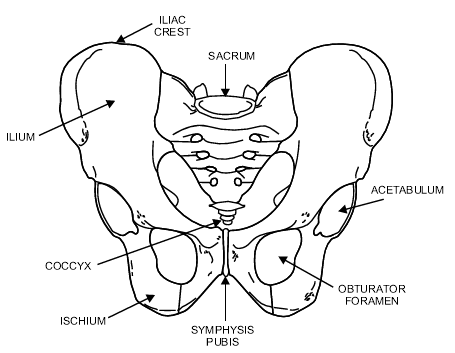 ILIAC
CREST
SACRUM
ILIUM
ACETABULUM
COCCYX
OBTURATOR
FORAMEN
ISCHIUM
SYMPHYSIS
PUBIS